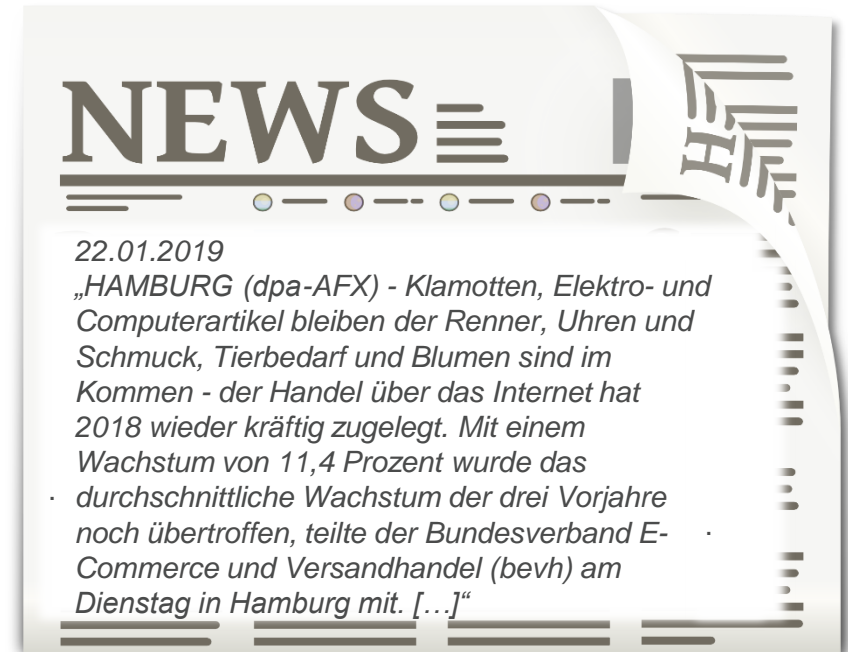 NEWS
H
22.01.2019
„HAMBURG (dpa-AFX) - Klamotten, Elektro- und
Computerartikel bleiben der Renner, Uhren und
Schmuck, Tierbedarf und Blumen sind im
Kommen - der Handel über das Internet hat
2018 wieder kräftig zugelegt. Mit einem
Wachstum von 11,4 Prozent wurde das
durchschnittliche Wachstum der drei Vorjahre
noch übertroffen, teilte der Bundesverband E-
Commerce und Versandhandel (bevh) am
Dienstag in Hamburg mit. […]“